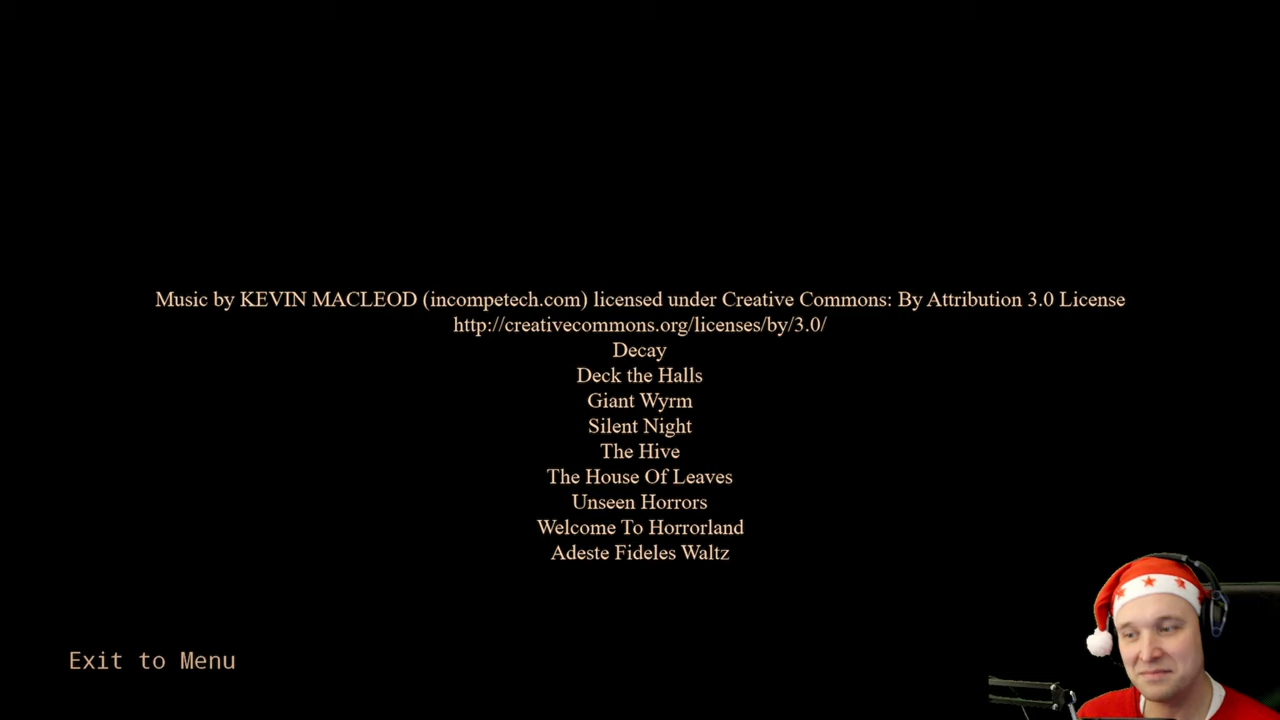 Music by KEVIN MACLEOD (incompetech.com) licensed under Creative Commons: By Attribution 3.0 License
http://creativecommons.org/licenses/by/3.0/
Decay
Deck the Halls
Giant Wyrm
Silent Night
The Hive
The House Of Leaves
Unseen Horrors
Welcome To Horrorland
Adeste Fideles Waltz
Exit to Menu